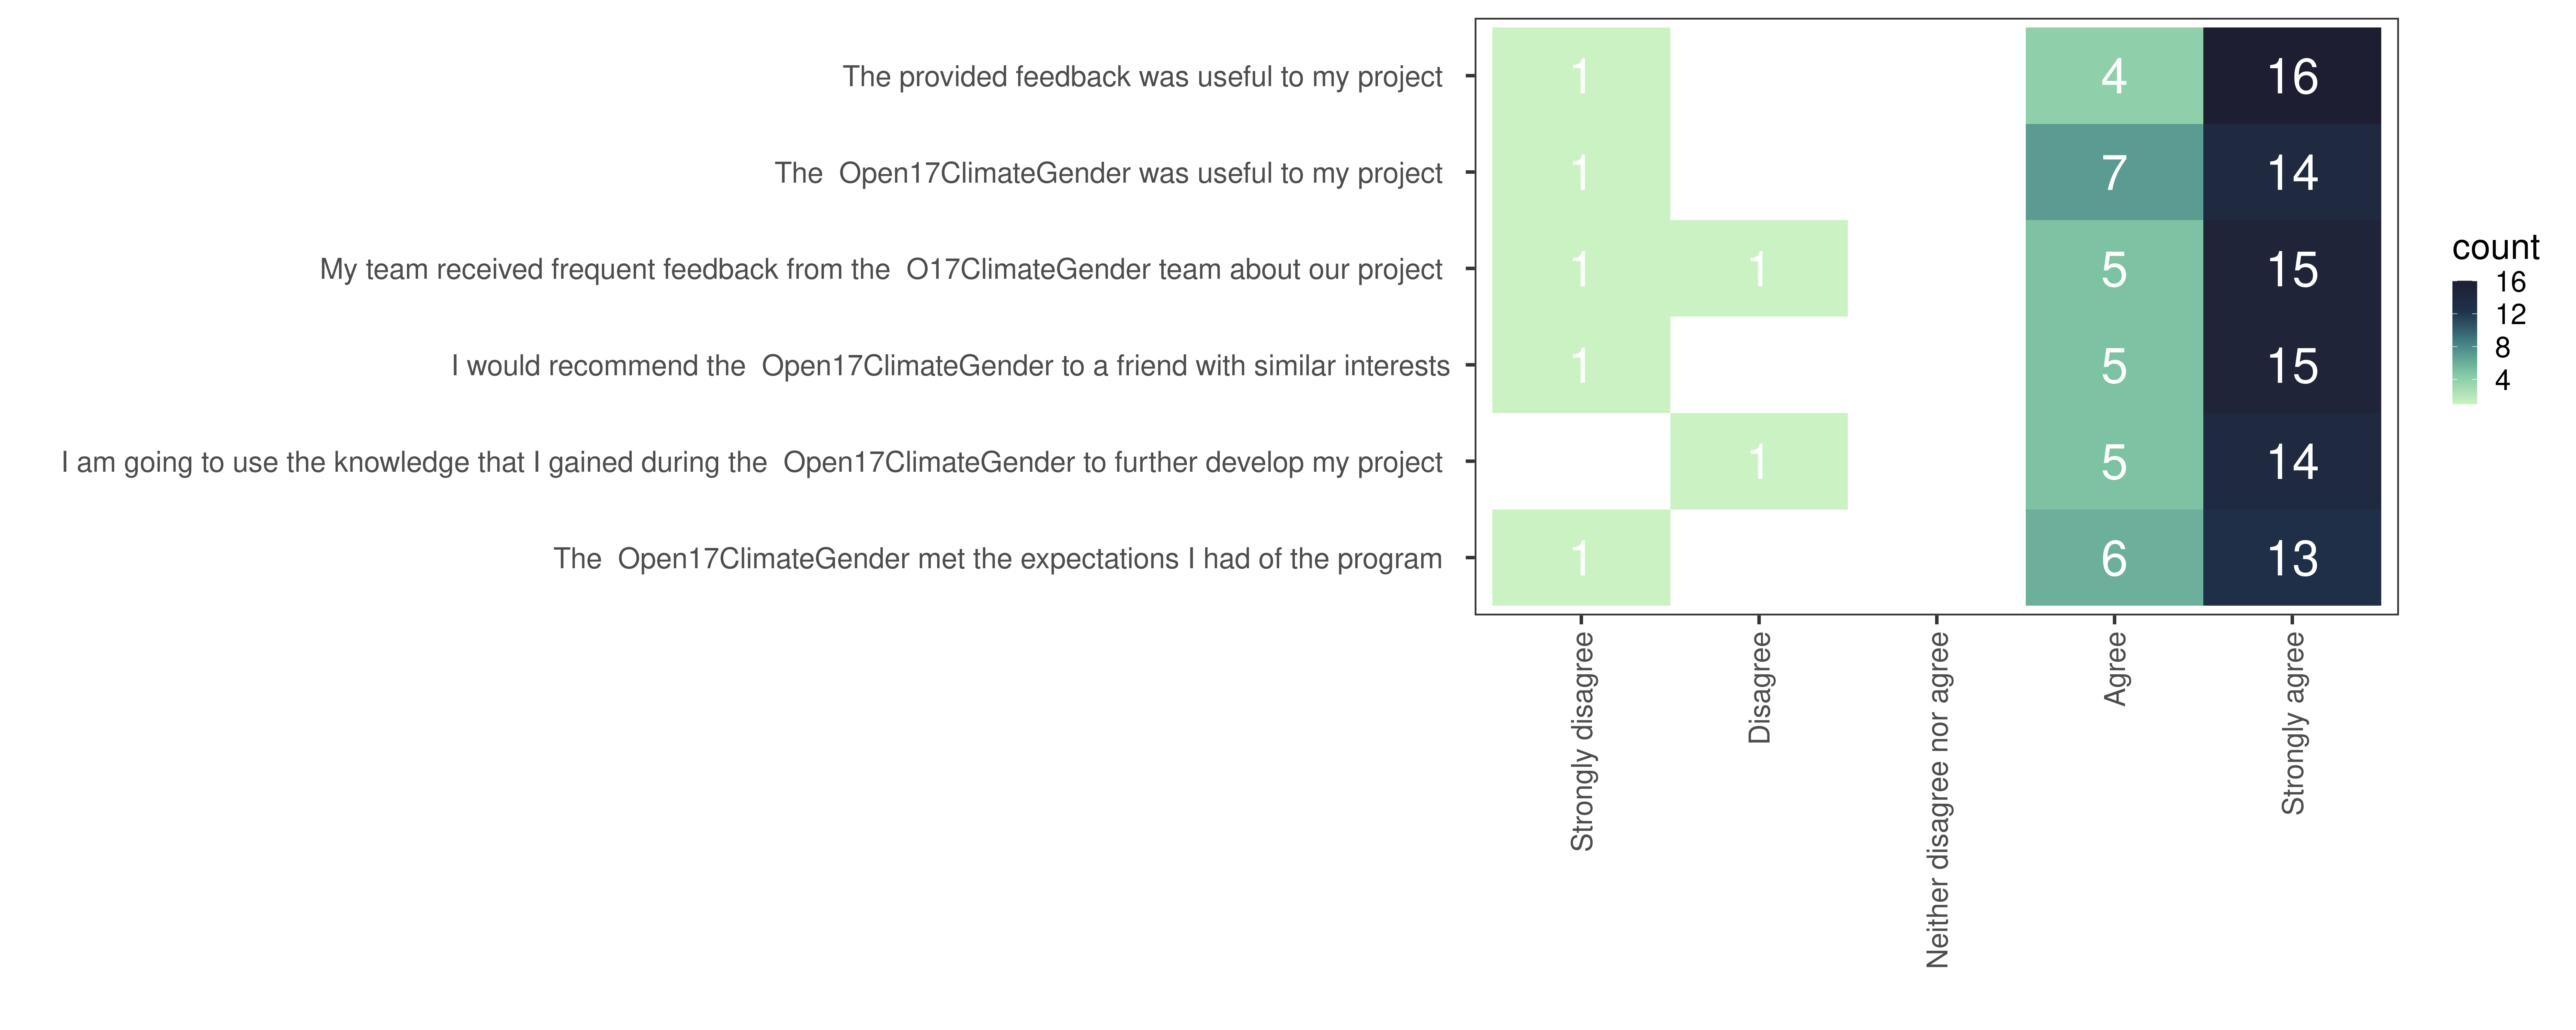 The provided feedback was useful to my project 1 4 16
The  Open17ClimateGender was useful to my project 1 7 14
My team received frequent feedback from the  O17ClimateGender team about our project 1 1 5 15
I would recommend the  Open17ClimateGender to a friend with similar interests 1 5 15
I am going to use the knowledge that I gained during the  Open17ClimateGender to further develop my project 1 5 14
The  Open17ClimateGender met the expectations I had of the program 1 6 13
Strongly disagree
Disagree
Neither disagree nor agree
Agree
Strongly agree
count
16
12
8
4